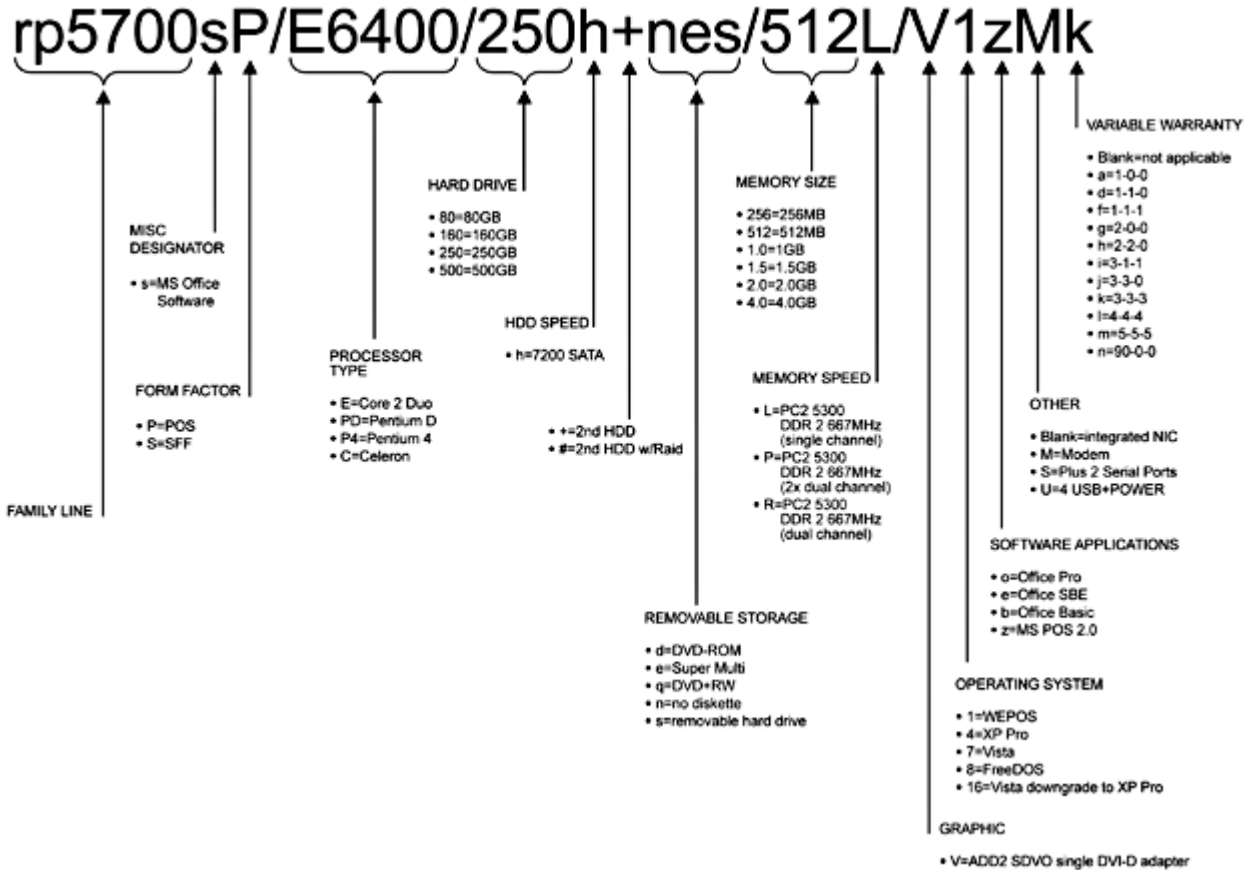 rp5700sP/E6400/250h+nes/512L/V1zMk
VARIABLE WARRANTY
• Blank=not applicable
• a=1-0-0
• d=1-1-0
• f=1-1-1
• g=2-0-0
• h=2-2-0
• i=3-1-1
• j=3-3-0
• k=3-3-3
• l=4-4-4
• m=5-5-5
• n=90-0-0
HARD DRIVE
• 80=80GB
• 160=160GB
• 250=250GB
• 500=500GB
MEMORY SIZE
• 256=256MB
• 512=512MB
• 1.0=1GB
• 1.5=1.5GB
• 2.0=2.0GB
• 4.0=4.0GB
MISC
DESIGNATOR
• s=MS Office
Software
HDD SPEED
• h=7200 SATA
PROCESSOR
TYPE
• E=Core 2 Duo
• PD=Pentium D
• P4=Pentium 4
• C=Celeron
FORM FACTOR
• P=POS
• S=SFF
• +=2nd HDD
• #=2nd HDD w/Raid
MEMORY SPEED
• L=PC2 5300
DDR 2 667MHz
(single channel)
• P=PC2 5300
DDR 2 667MHz
(2x dual channel)
• R=PC2 5300
DDR 2 667MHz
(dual channel)
OTHER
• Blank=integrated NIC
• M=Modem
• S=Plus 2 Serial Ports
• U=4 USB+POWER
FAMILY LINE
SOFTWARE APPLICATIONS
• o=Office Pro
• e=Office SBE
• b=Office Basic
• z=MS POS 2.0
REMOVABLE STORAGE
• d=DVD-ROM
• e=Super Multi
• q=DVD+RW
• n=no diskette
• s=removable hard drive
OPERATING SYSTEM
• 1=WEPOS
• 4=XP Pro
• 7=Vista
• 8=FreeDOS
• 16=Vista downgrade to XP Pro
GRAPHIC
• V=ADD2 SDVO single DVI-D adapter